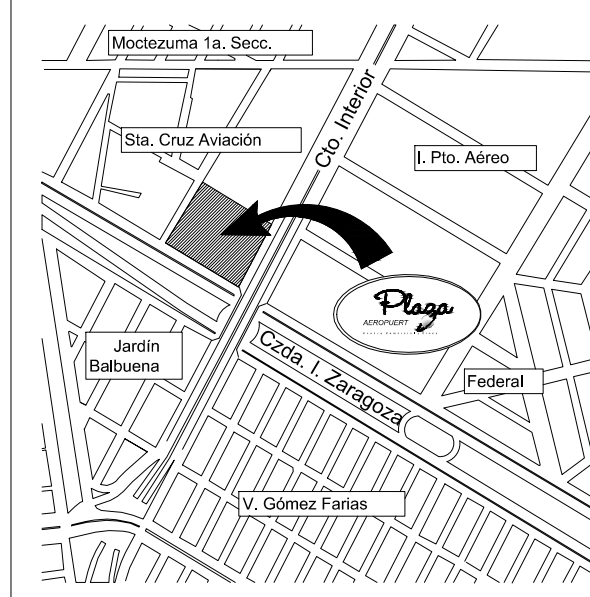 Moctezuma 1a. Secc.
Cto. Interior
Sta. Cruz Aviación
I. Pto. Aéreo
Plaza
AEROPUERT
Jardín
Balbuena
Czda. I. Zaragoza
Federal
V. Gómez Farias